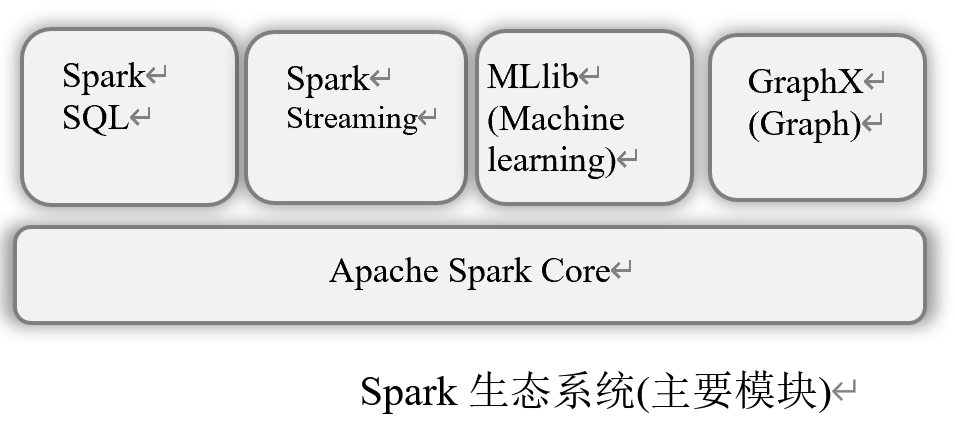 Spark
SQL
Spark
Streaming
MLlib
(Machine
learning)
GraphX
(Graph)
Apache Spark Core
Spark 生态系统(主要模块)